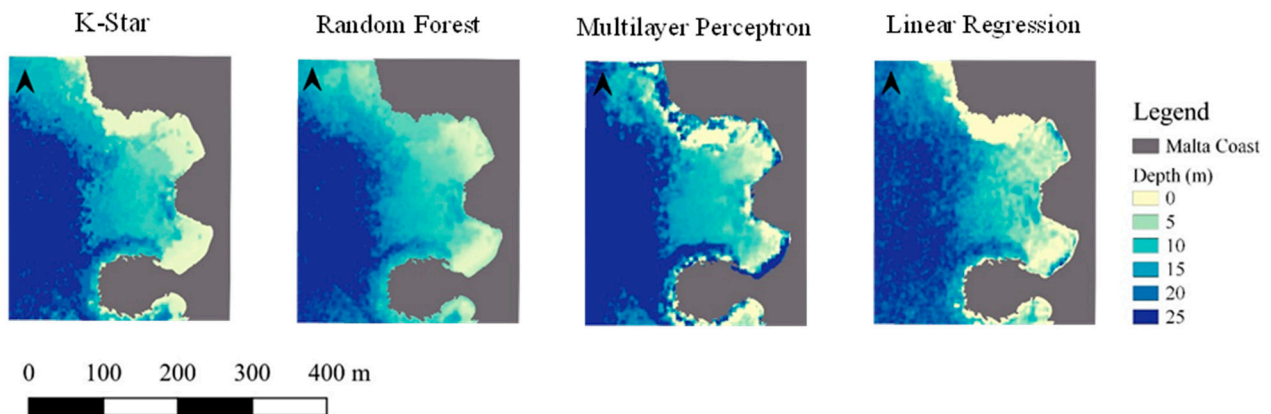 K-Star
Random Forest
Multilayer Perceptron
Linear Regression
Legend
Malta Coast
Depth (m)
0
5
10
15
20
25
0 100 200 300 400 m